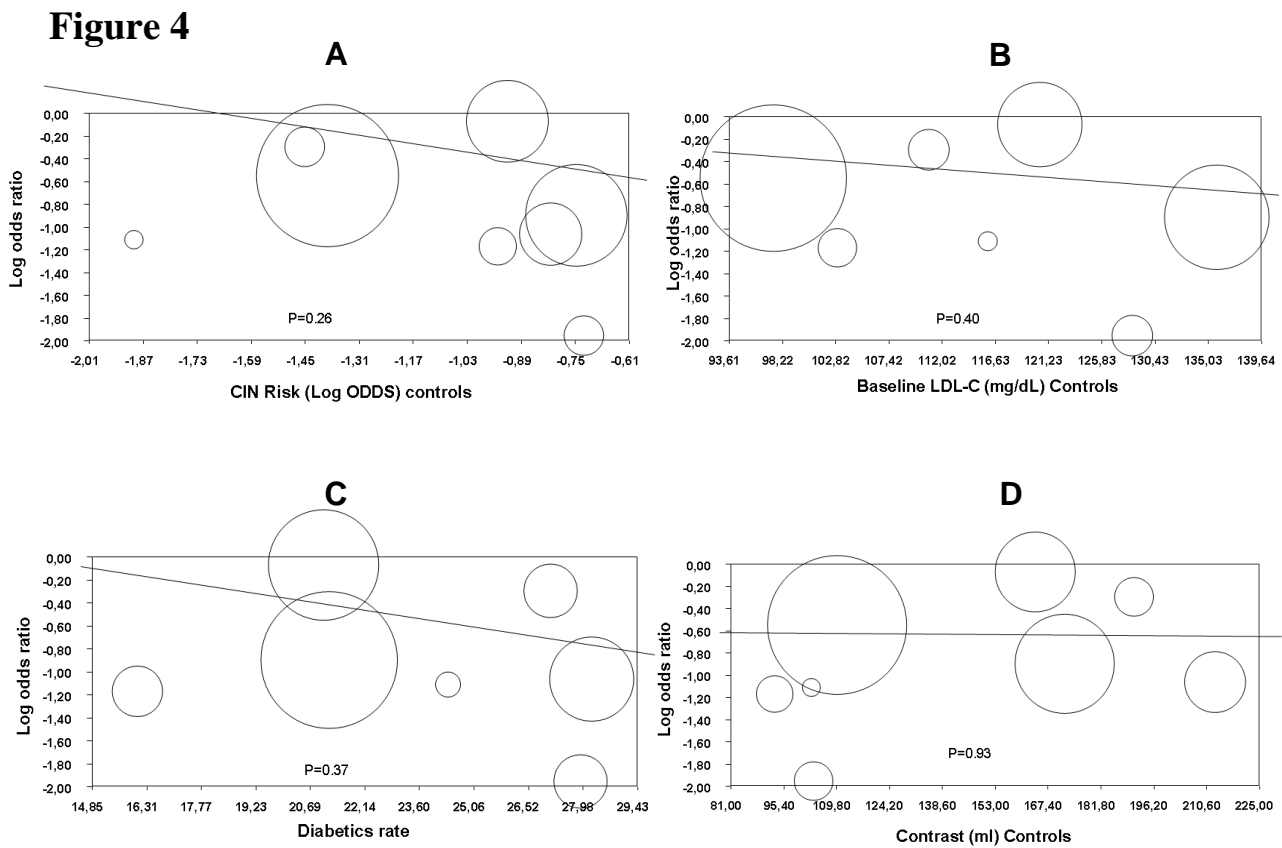 Figure 4
A
0,00
-0,20
-0,40
-0,60
-0,80
-1,00
-1,20
-1,40
-1,60
-1,80
-2,00
Log odds ratio
P=0.26
-2,01 -1,87 -1,73 -1,59 -1,45 -1,31 -1,17 -1,03 -0,89 -0,75 -0,61
CIN Risk (Log ODDS) controls
B
0,00
-0,20
-0,40
-0,60
-0,80
-1,00
-1,20
-1,40
-1,60
-1,80
-2,00
Log odds ratio
P=0.40
93,61 98,22 102,82 107,42 112,02 116,63 121,23 125,83 130,43 135,03 139,64
Baseline LDL-C (mg/dL) Controls
C
0,00
-0,20
-0,40
-0,60
-0,80
-1,00
-1,20
-1,40
-1,60
-1,80
-2,00
Log odds ratio
P=0.37
14,85 16,31 17,77 19,23 20,69 22,14 23,60 25,06 26,52 27,98 29,43
Diabetics rate
D
0,00
-0,20
-0,40
-0,60
-0,80
-1,00
-1,20
-1,40
-1,60
-1,80
-2,00
Log odds ratio
P=0.93
81,00 95,40 109,80 124,20 138,60 153,00 167,40 181,80 196,20 210,60 225,00
Contrast (ml) Controls